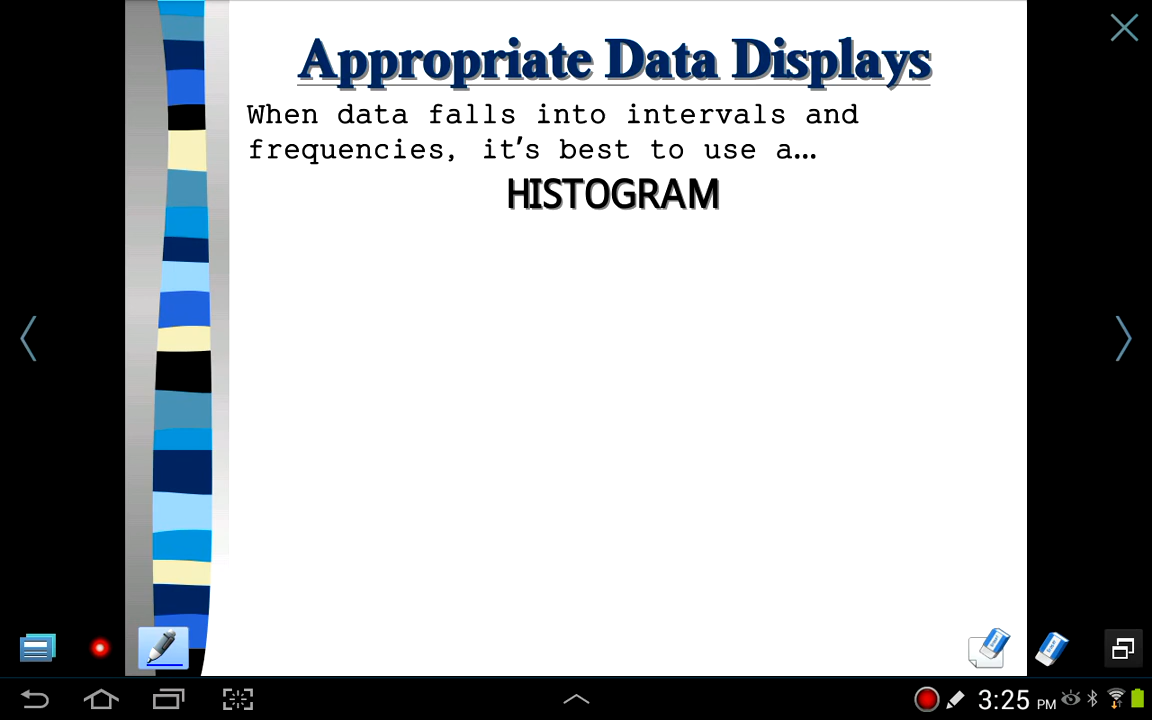 Appropriate Data Displays
When data falls into intervals and
frequencies, it's best to use a…
HISTOGRAM
3:25 PM